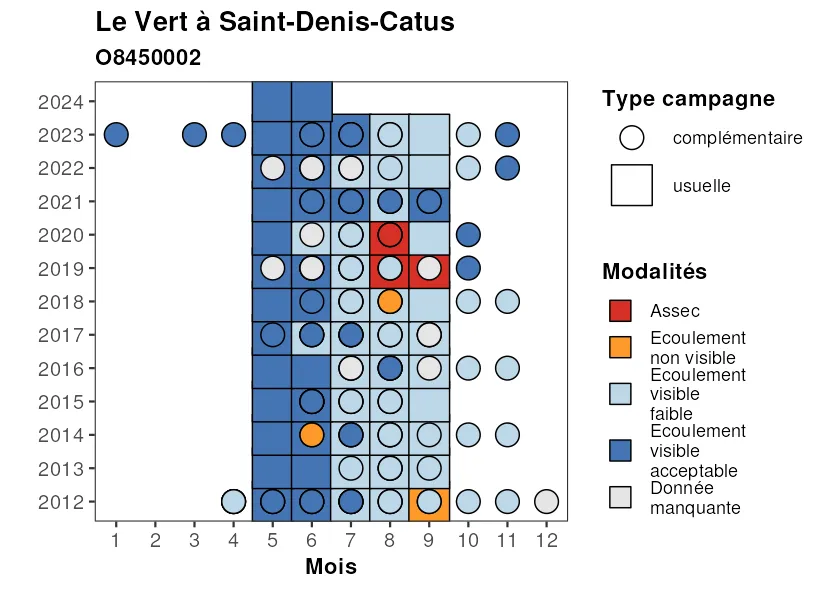 Le Vert à Saint-Denis-Catus
O8450002
2024
2023
2022
2021
2020
2019
2018
2017
2016
2015
2014
2013
2012
1 2 3 4 5 6 7 8 9 10 11 12
Mois
Type campagne
complémentaire
usuelle
Modalités
Assec
Ecoulement
non visible
Ecoulement
visible
faible
Ecoulement
visible
acceptable
Donnée
manquante